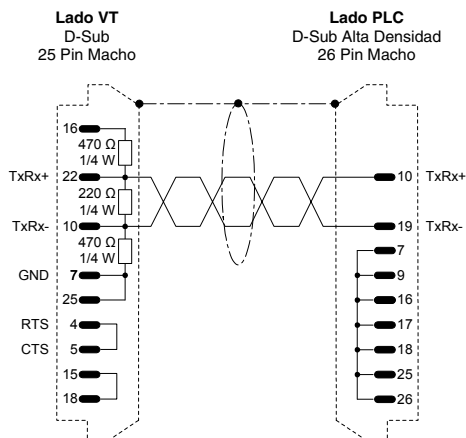 Lado VT
D-Sub
25 Pin Macho
Lado PLC
D-Sub Alta Densidad
26 Pin Macho
16
470 Ω
1/4 W
TxRx+ 22
220 Ω
1/4 W
TxRx- 10
470 Ω
1/4 W
GND 7
25
RTS 4
CTS 5
15
18
10 TxRx+
19 TxRx-
7
9
16
17
18
25
26